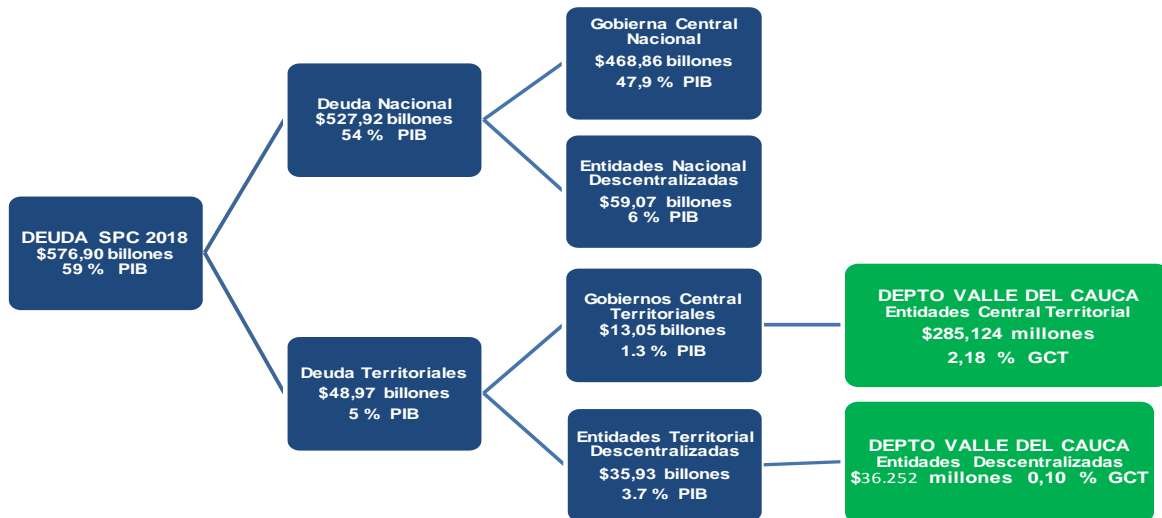 DEUDA SPC 2018
$576,90 billones
59 % PIB
Deuda Nacional
$527,92 billones
54 % PIB
Gobierna Central
Nacional
$468,86 billones
47,9 % PIB
Entidades Nacional
Descentralizadas
$59,07 billones
6 % PIB
Deuda Territoriales
$48,97 billones
5 % PIB
Gobiernos Central
Territoriales
$13,05 billones
1.3 % PIB
DEPTO VALLE DEL CAUCA
Entidades Central Territorial
$285,124 millones
2,18 % GCT
Entidades Territorial
Descentralizadas
$35,93 billones
3.7 % PIB
DEPTO VALLE DEL CAUCA
Entidades Descentralizadas
$36.252 millones 0,10 % GCT